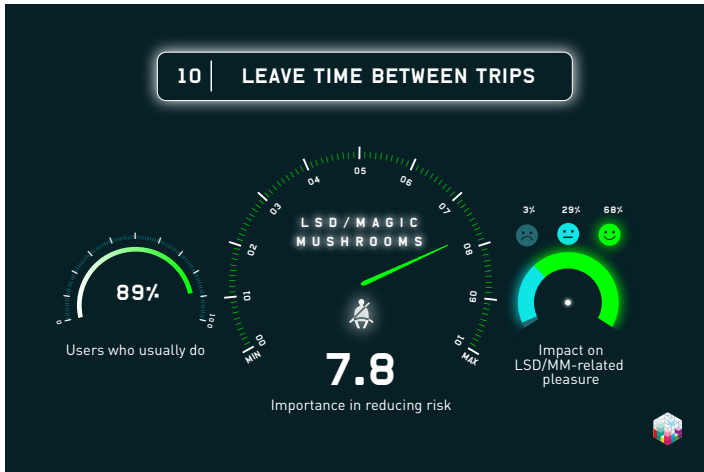 10 LEAVE TIME BETWEEN TRIPS
89%
0
100
Users who usually do
LSD/MAGIC
MUSHROOMS
MIN
00
01
02
03
04
05
06
07
08
09
10
MAX
7.8
Importance in reducing risk
3% 29% 68%
Impact on
LSD/MM-related
pleasure